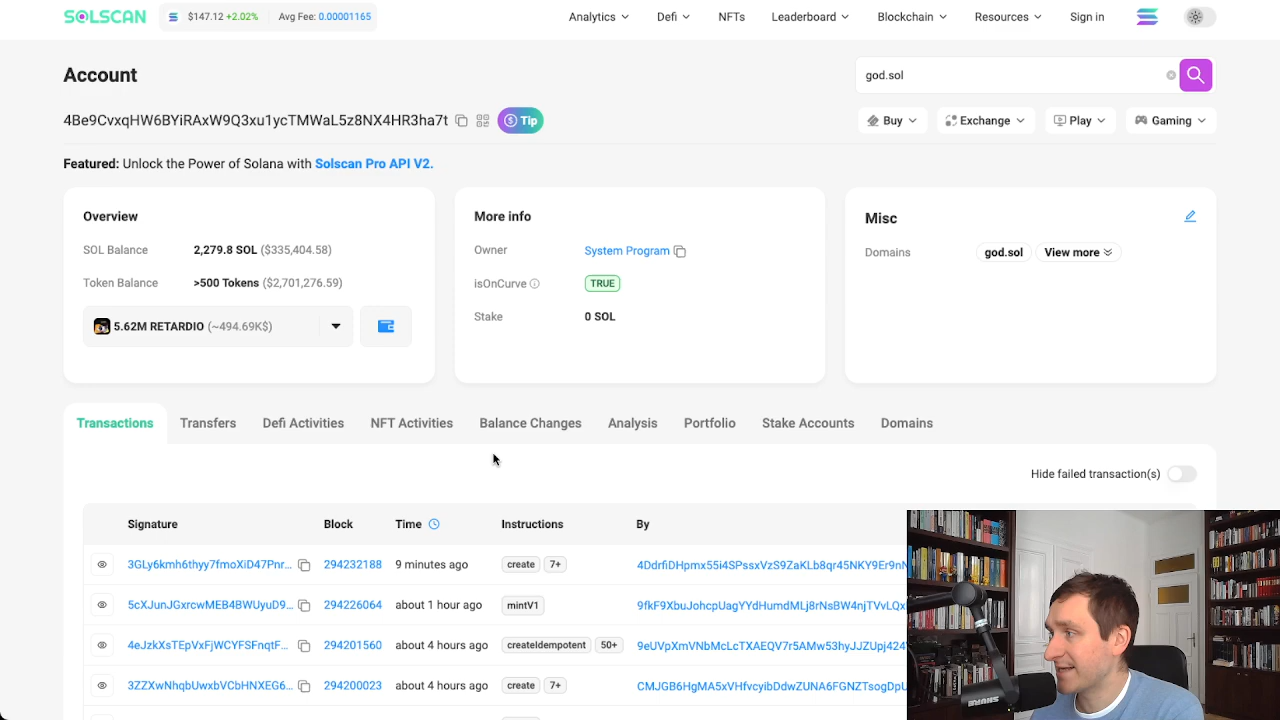 SOLSCAN $147.12 +2.02% Avg Fee: 0.00001165 Analytics Defi NFTs Leaderboard Blockchain Resources Sign in
Account
god.sol
4Be9CvxqHW6BYiRAxW9Q3xu1ycTMWaL5z8NX4HR3ha7t Tip
Buy Exchange Play Gaming
Featured: Unlock the Power of Solana with Solscan Pro API V2.
Overview
SOL Balance 2,279.8 SOL ($335,404.58)
Token Balance >500 Tokens ($2,701,276.59)
5.62M RETARDIO (~494.69K$)
More info
Owner System Program
isOnCurve TRUE
Stake 0 SOL
Misc
Domains god.sol View more
Transactions Transfers Defi Activities NFT Activities Balance Changes Analysis Portfolio Stake Accounts Domains
Hide failed transaction(s)
Signature Block Time Instructions By
3GLy6kmh6thyy7fmoXiD47Pnr... 294232188 9 minutes ago create 7+ 4DdrfiDHpmx55i4SPssxVzS9ZaKLb8qr45NKY9Er9nN
5cXJunJGxrcwMEB4BWUyuD9... 294226064 about 1 hour ago mintV1 9fkF9XbuJohcpUagYYdHumdMLj8rNsBW4njTVvLQx
4eJzkXsTEpVxFjWCYFSFnqtF... 294201560 about 4 hours ago createIdempotent 50+ 9eUVpXmVNbMcLcTXAEQV7r5AMw53hyJJZUpj424
3ZZXwNhqbUwxbVCbHNXEG6... 294200023 about 4 hours ago create 7+ CMJGB6HgMA5xVHfvcyibDdwZUNA6FGNZTsogDpU
SHURE